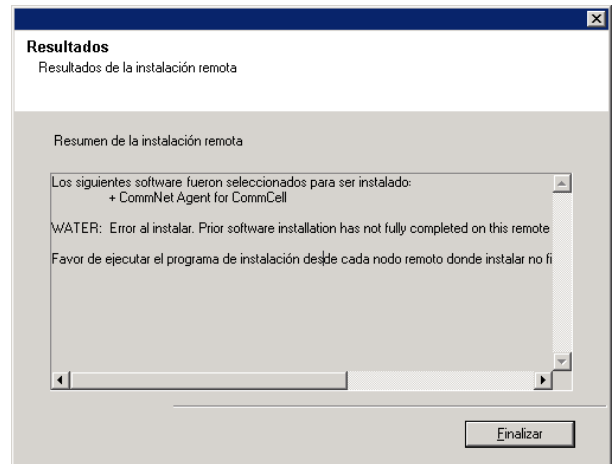 Resultados
Resultados de la instalación remota
Resumen de la instalación remota
Los siguientes software fueron seleccionados para ser instalado:
+ CommNet Agent for CommCell
WATER: Error al instalar. Prior software installation has not fully completed on this remote
Favor de ejecutar el programa de instalación desde cada nodo remoto donde instalar no fi
Finalizar